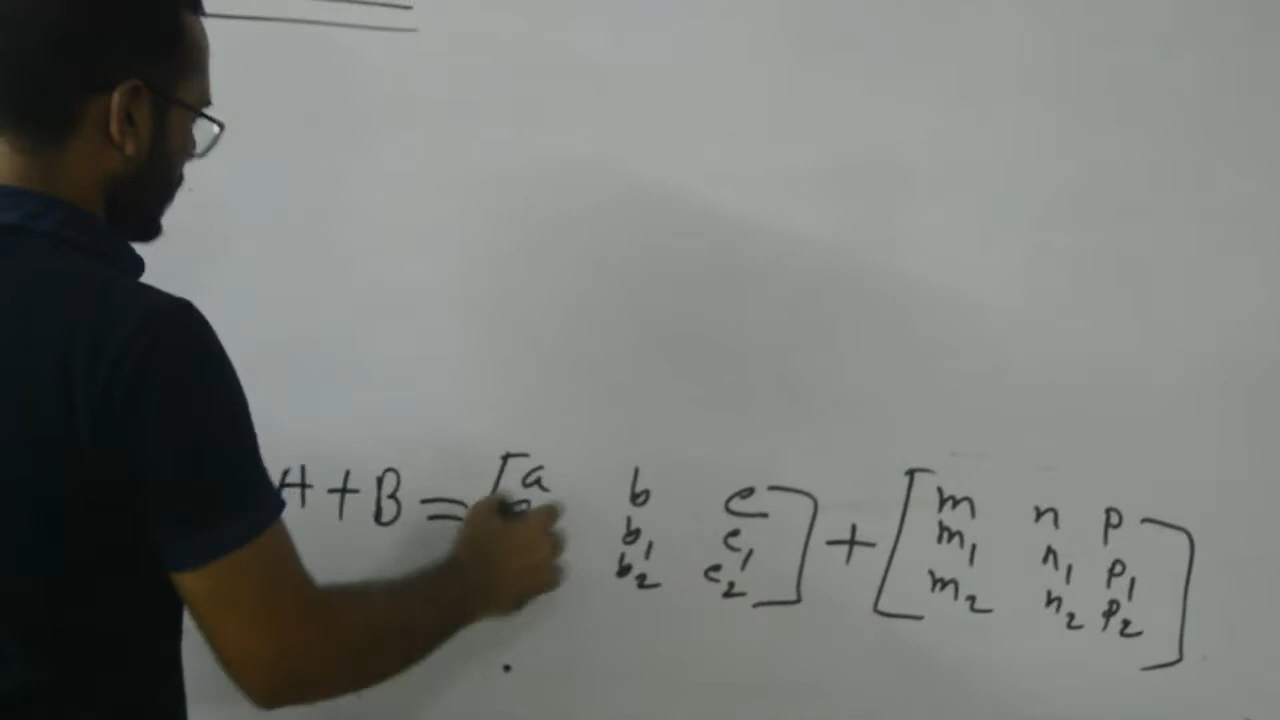 A + B = [ a b c ] + [ m n p ]
b₁ c₁ m₁ n₁ p₁
b₂ c₂ m₂ n₂ p₂